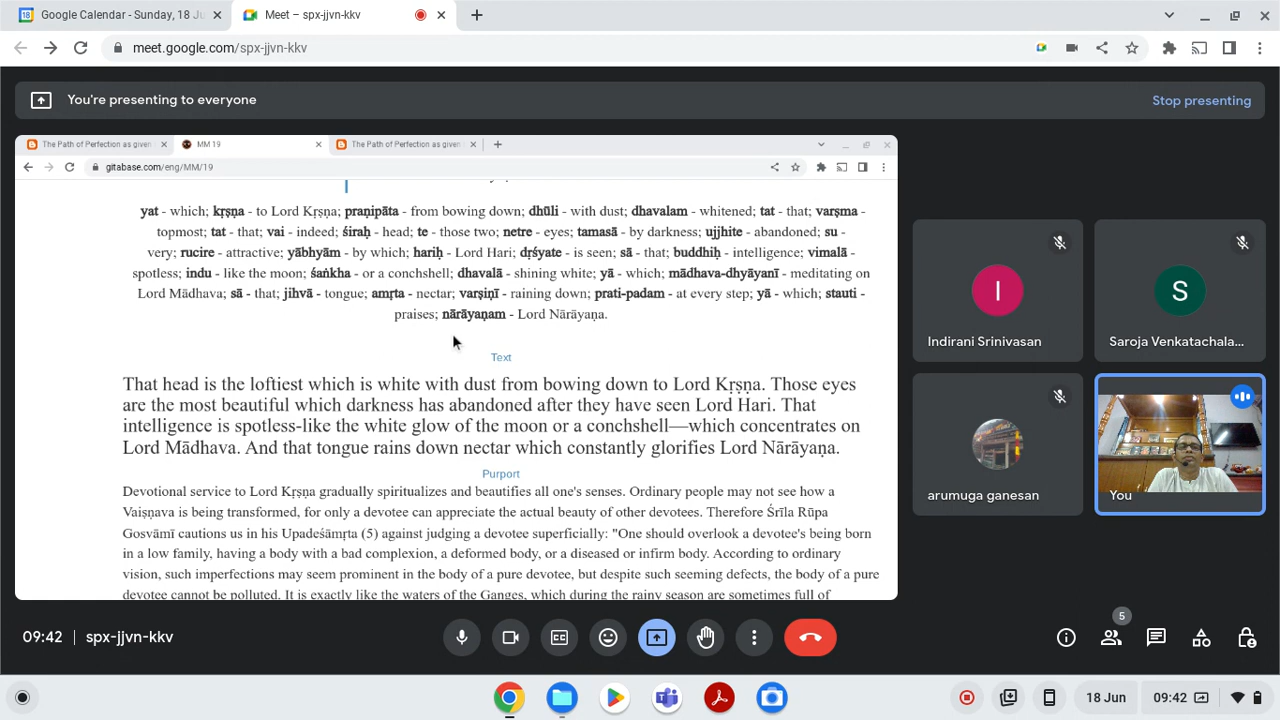 Google Calendar - Sunday, 18 Ju
Meet – spx-jjvn-kkv
meet.google.com/spx-jjvn-kkv
You're presenting to everyone
Stop presenting
The Path of Perfection as given
MM 19
The Path of Perfection as given
gitabase.com/eng/MM/19
yat - which; kṛṣṇa - to Lord Kṛṣṇa; praṇipāta - from bowing down; dhūli - with dust; dhavalam - whitened; tat - that; varṣma -
topmost; tat - that; vai - indeed; śiraḥ - head; te - those two; netre - eyes; tamasā - by darkness; ujjhite - abandoned; su -
very; rucire - attractive; yābhyām - by which; hariḥ - Lord Hari; dṛśyate - is seen; sā - that; buddhiḥ - intelligence; vimalā -
spotless; indu - like the moon; śaṅkha - or a conchshell; dhavalā - shining white; yā - which; mādhava-dhyāyanī - meditating on
Lord Mādhava; sā - that; jihvā - tongue; amṛta - nectar; varṣiṇī - raining down; prati-padam - at every step; yā - which; stauti -
praises; nārāyaṇam - Lord Nārāyaṇa.
Text
That head is the loftiest which is white with dust from bowing down to Lord Kṛṣṇa. Those eyes
are the most beautiful which darkness has abandoned after they have seen Lord Hari. That
intelligence is spotless-like the white glow of the moon or a conchshell—which concentrates on
Lord Mādhava. And that tongue rains down nectar which constantly glorifies Lord Nārāyaṇa.
Purport
Devotional service to Lord Kṛṣṇa gradually spiritualizes and beautifies all one's senses. Ordinary people may not see how a
Vaiṣṇava is being transformed, for only a devotee can appreciate the actual beauty of other devotees. Therefore Śrīla Rūpa
Gosvāmī cautions us in his Upadeśāmṛta (5) against judging a devotee superficially: "One should overlook a devotee's being born
in a low family, having a body with a bad complexion, a deformed body, or a diseased or infirm body. According to ordinary
vision, such imperfections may seem prominent in the body of a pure devotee, but despite such seeming defects, the body of a pure
devotee cannot be polluted. It is exactly like the waters of the Ganges, which during the rainy season are sometimes full of
I
Indirani Srinivasan
S
Saroja Venkatachala...
arumuga ganesan
You
09:42
spx-jjvn-kkv
5
18 Jun
09:42